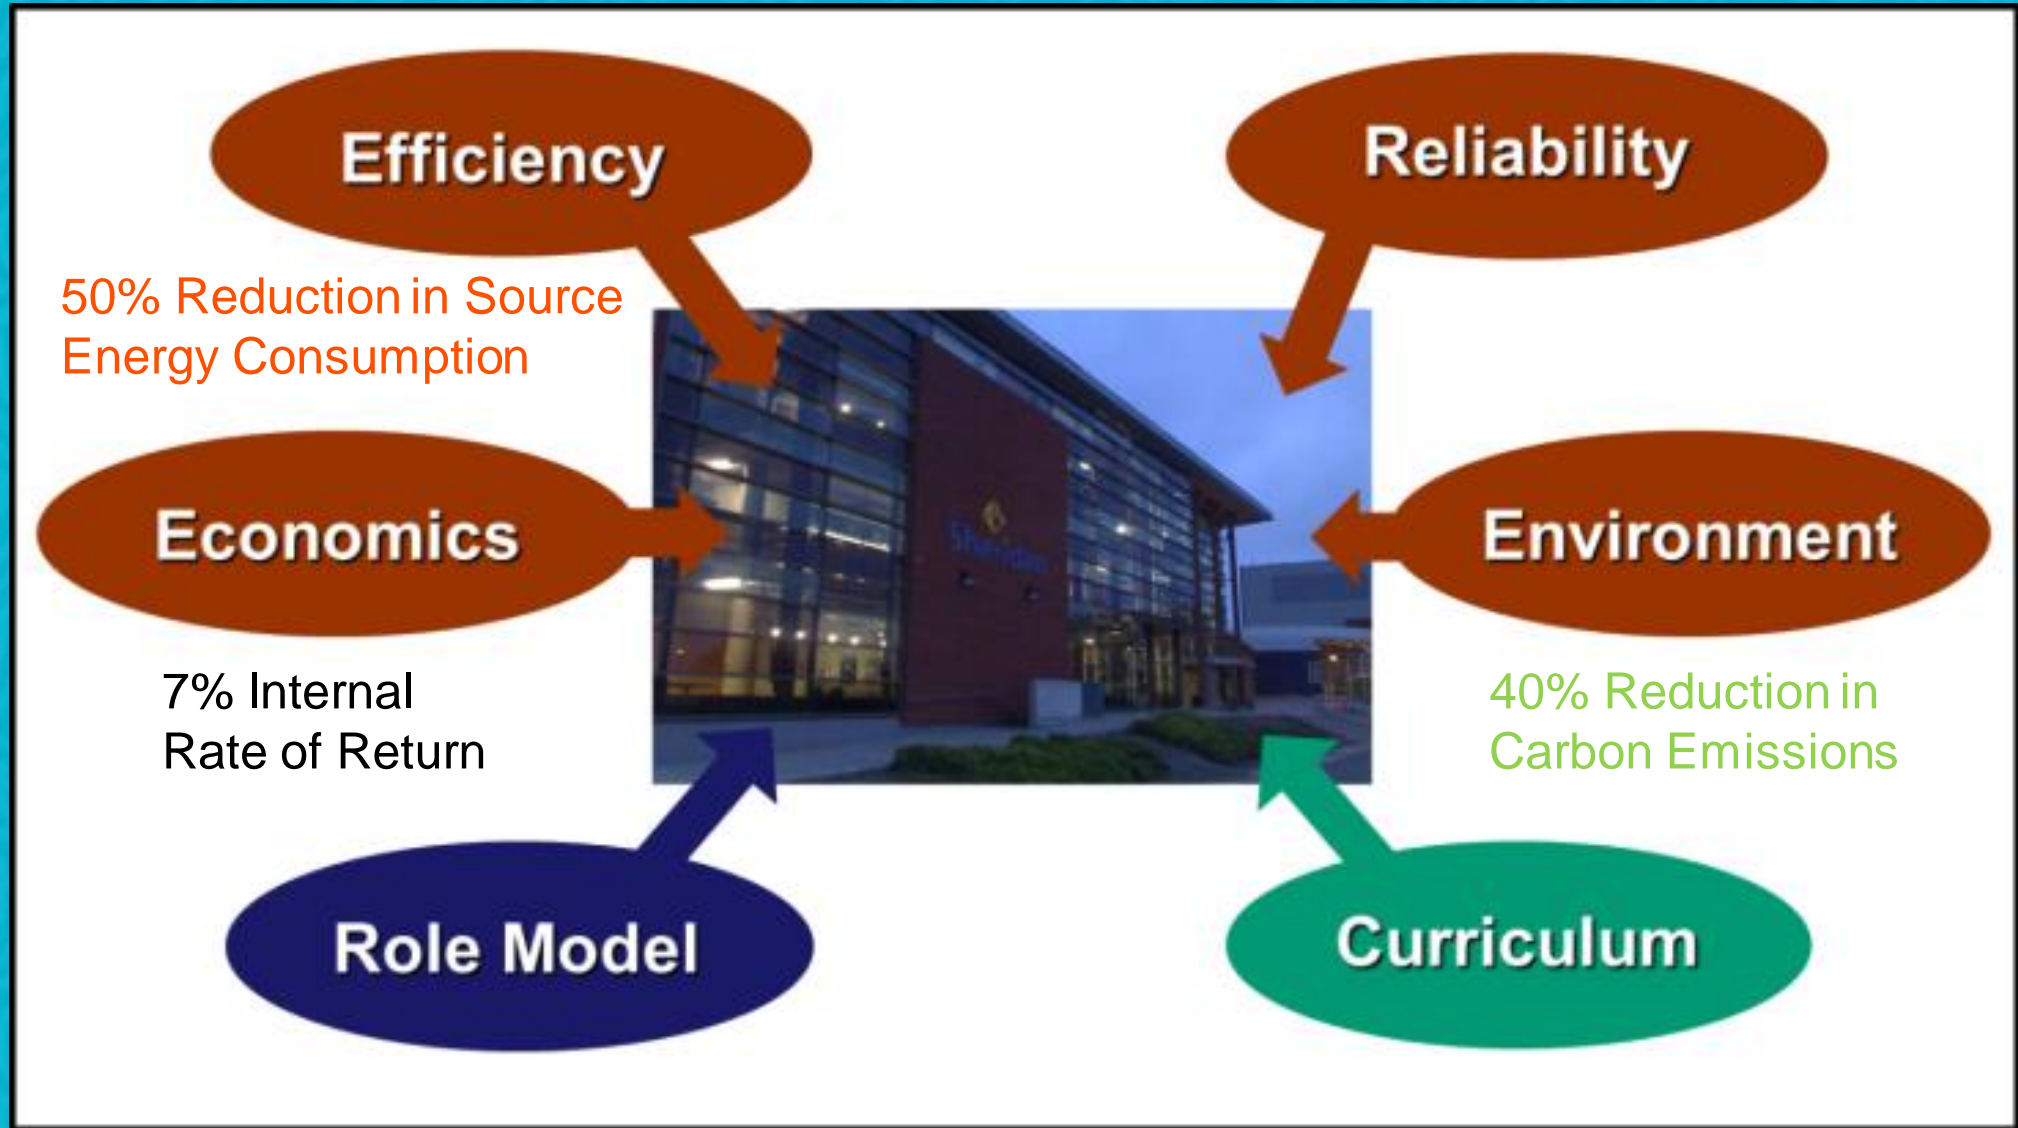 Efficiency
Reliability
50% Reduction in Source
Energy Consumption
Economics
Sheridan
Environment
7% Internal
Rate of Return
40% Reduction in
Carbon Emissions
Role Model
Curriculum